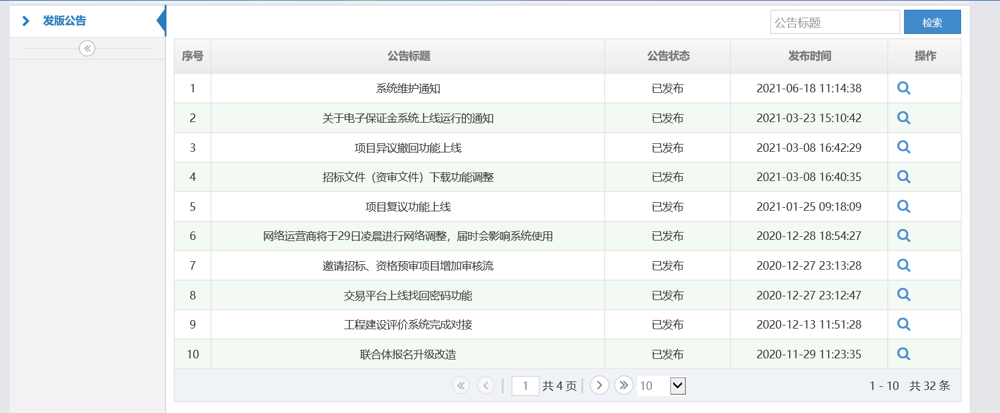 发版公告
公告标题 检索
序号 公告标题 公告状态 发布时间 操作
1 系统维护通知 已发布 2021-06-18 11:14:38
2 关于电子保证金系统上线运行的通知 已发布 2021-03-23 15:10:42
3 项目异议撤回功能上线 已发布 2021-03-08 16:42:29
4 招标文件（资审文件）下载功能调整 已发布 2021-03-08 16:40:35
5 项目复议功能上线 已发布 2021-01-25 09:18:09
6 网络运营商将于29日凌晨进行网络调整，届时会影响系统使用 已发布 2020-12-28 18:54:27
7 邀请招标、资格预审项目增加审核流 已发布 2020-12-27 23:13:28
8 交易平台上线找回密码功能 已发布 2020-12-27 23:12:47
9 工程建设评价系统完成对接 已发布 2020-12-13 11:51:28
10 联合体报名升级改造 已发布 2020-11-29 11:23:35
1 共 4 页 10 1 - 10 共 32 条